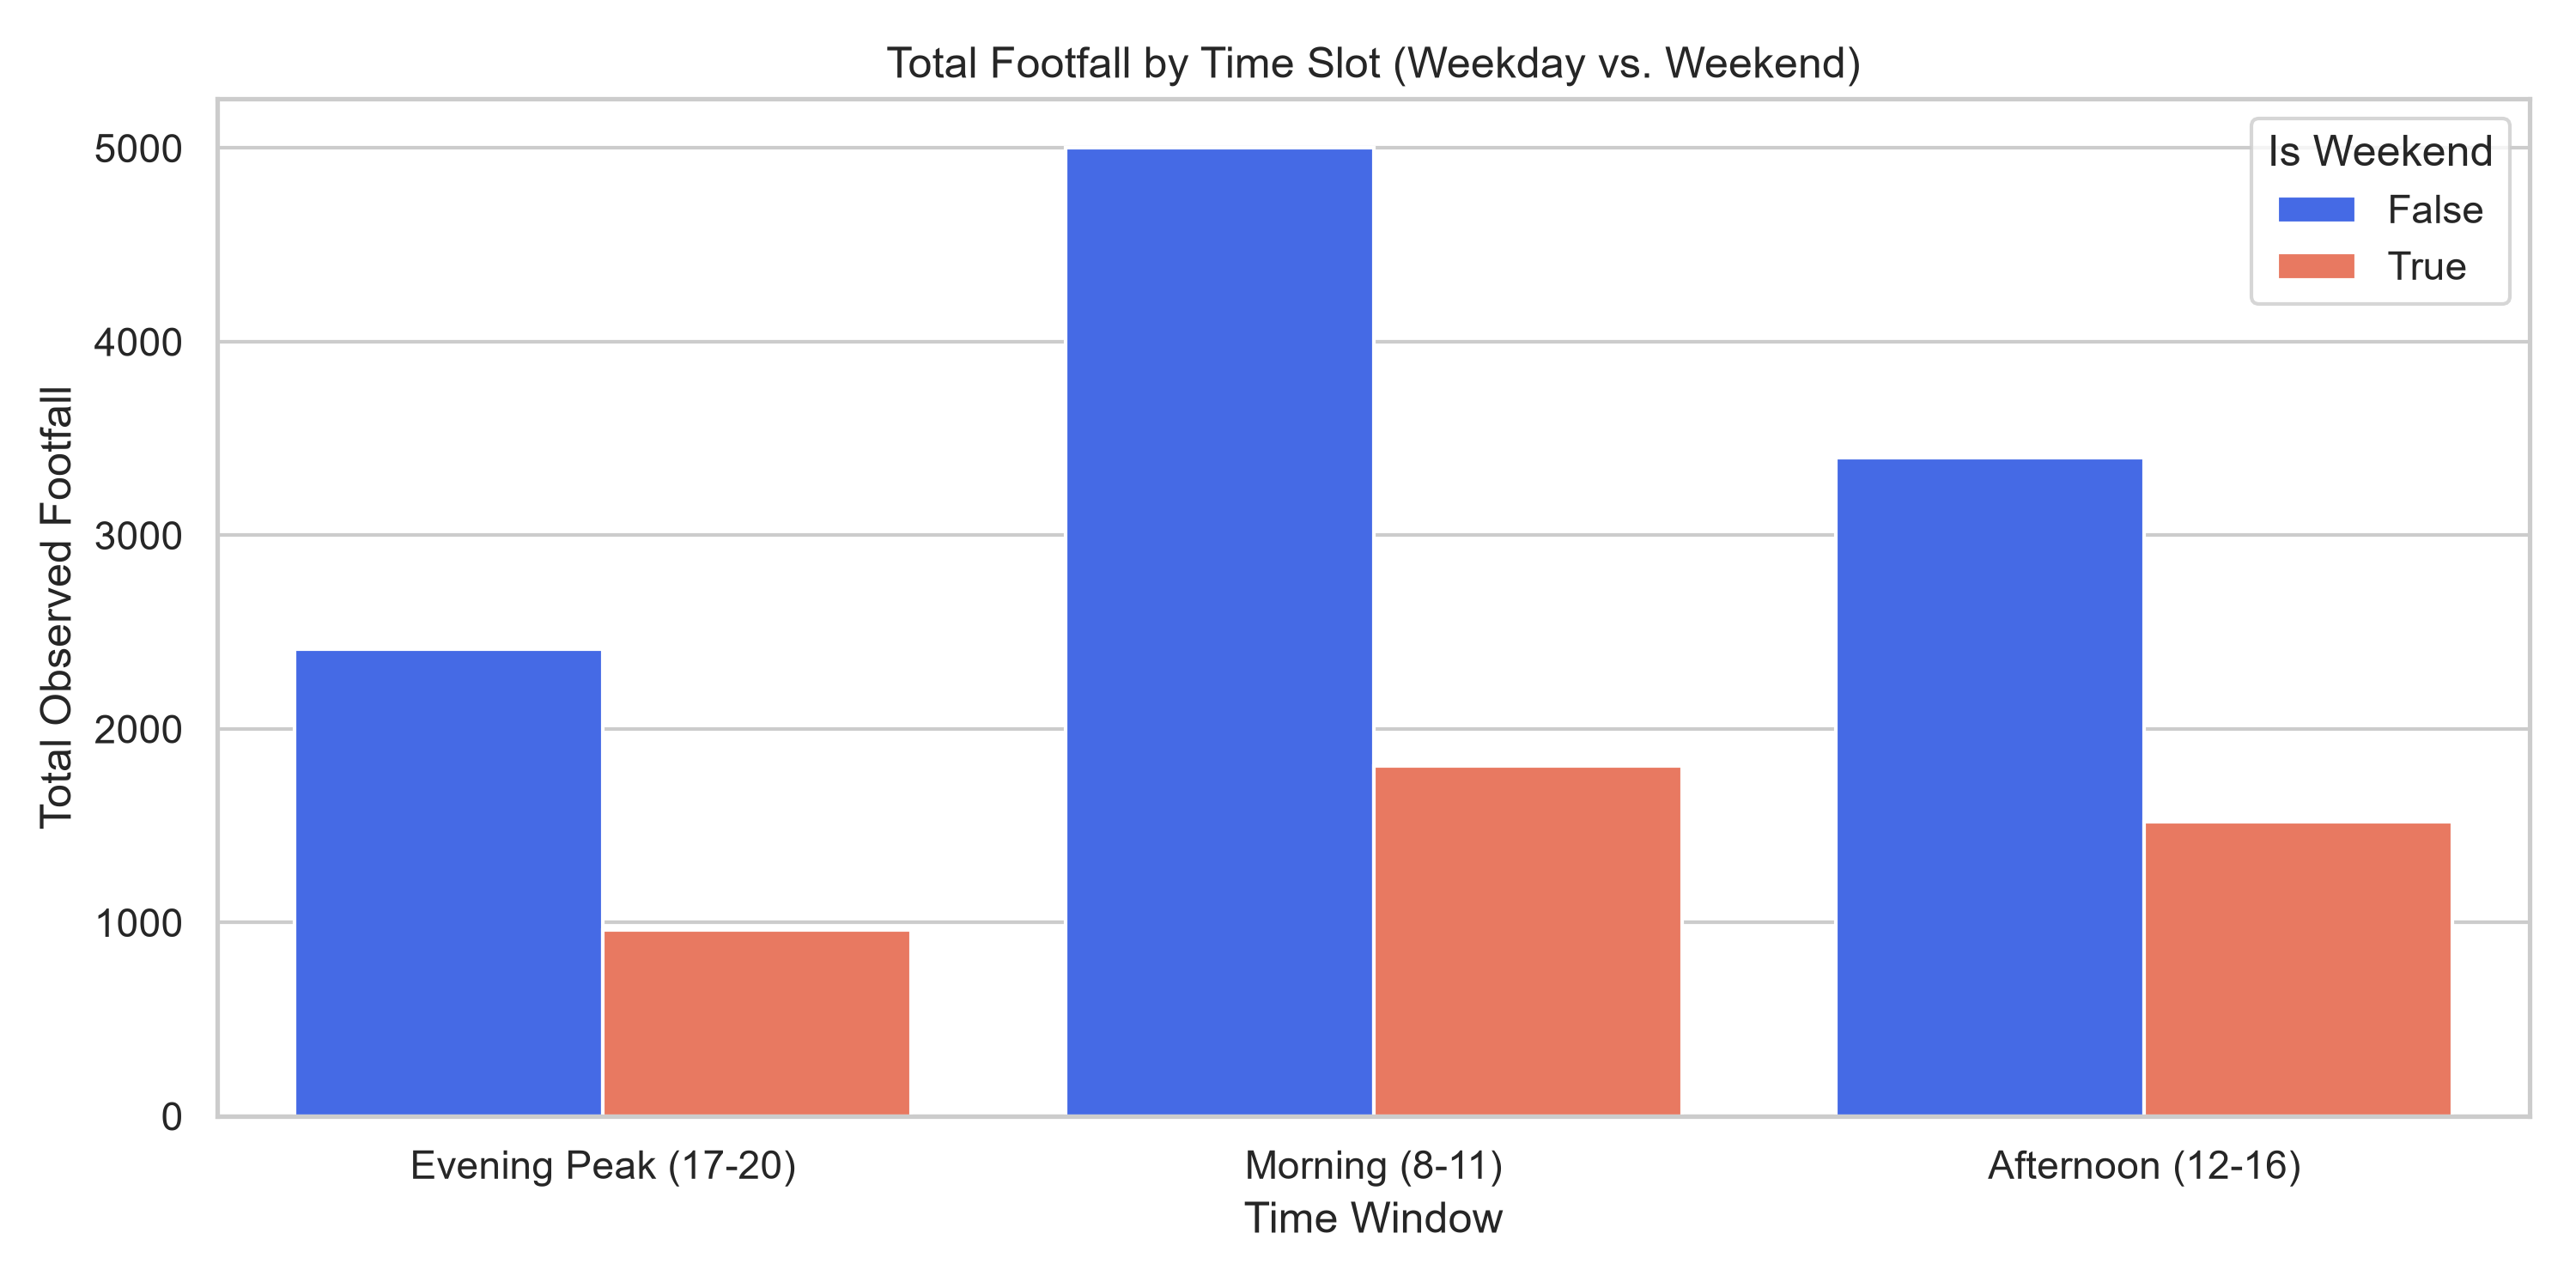 Total Footfall by Time Slot (Weekday vs. Weekend)
Is Weekend
False
True
Total Observed Footfall
5000
4000
3000
2000
1000
0
Evening Peak (17-20)
Morning (8-11)
Afternoon (12-16)
Time Window